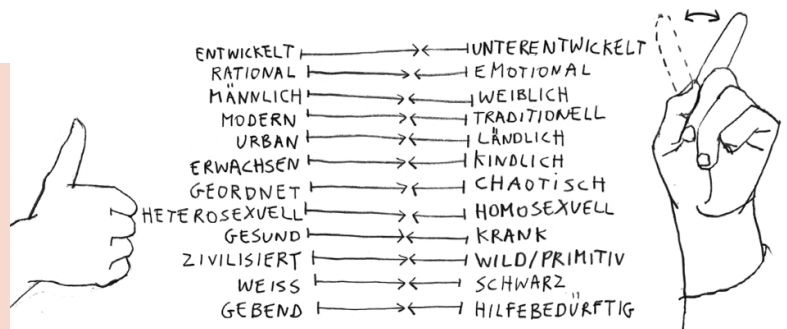 ENTWICKELT UNTERENTWICKELT
RATIONAL EMOTIONAL
MÄNNLICH WEIBLICH
MODERN TRADITIONELL
URBAN LÄNDLICH
ERWACHSEN KINDLICH
GEORDNET CHAOTISCH
HETEROSEXUELL HOMOSEXUELL
GESUND KRANK
ZIVILISIERT WILD/PRIMITIV
WEISS SCHWARZ
GEBEND HILFEBEDÜRFTIG